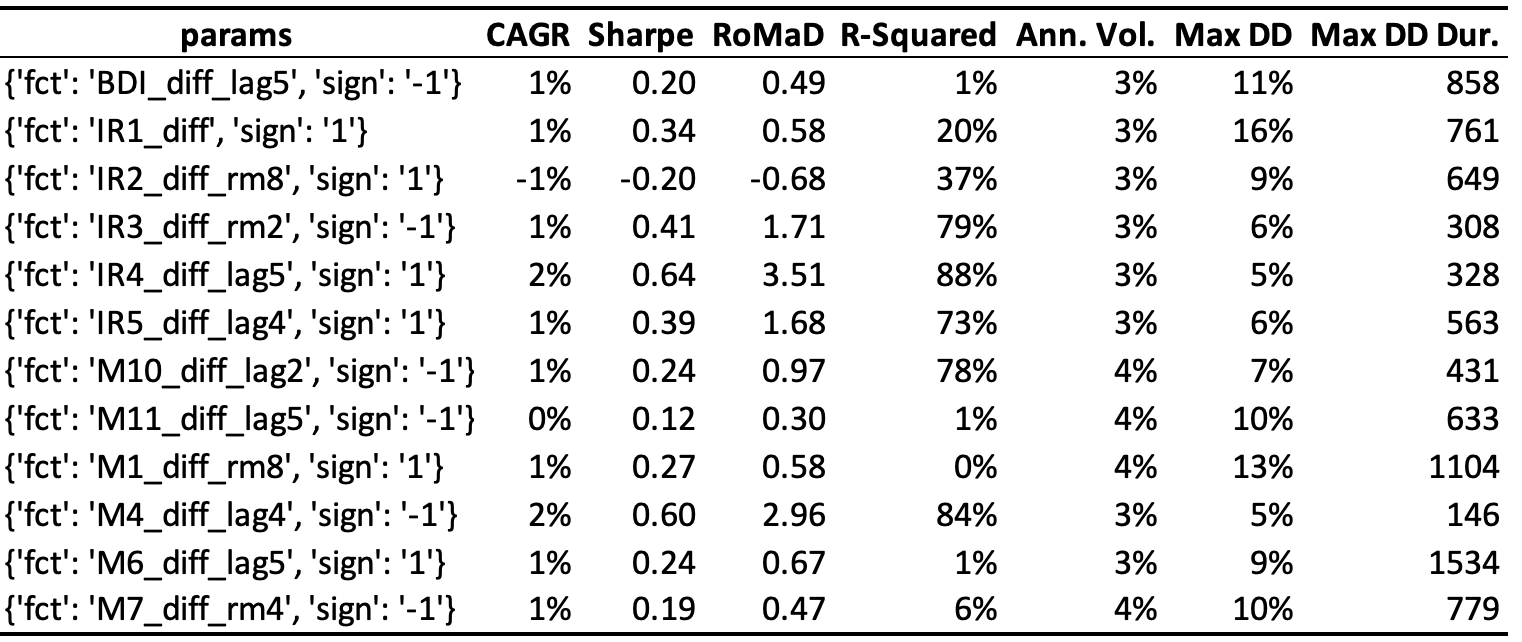 params CAGR Sharpe RoMaD R-Squared Ann. Vol. Max DD Max DD Dur.
{'fct': 'BDI_diff_lag5', 'sign': '-1'} 1% 0.20 0.49 1% 3% 11% 858
{'fct': 'IR1_diff', 'sign': '1'} 1% 0.34 0.58 20% 3% 16% 761
{'fct': 'IR2_diff_rm8', 'sign': '1'} -1% -0.20 -0.68 37% 3% 9% 649
{'fct': 'IR3_diff_rm2', 'sign': '-1'} 1% 0.41 1.71 79% 3% 6% 308
{'fct': 'IR4_diff_lag5', 'sign': '1'} 2% 0.64 3.51 88% 3% 5% 328
{'fct': 'IR5_diff_lag4', 'sign': '1'} 1% 0.39 1.68 73% 3% 6% 563
{'fct': 'M10_diff_lag2', 'sign': '-1'} 1% 0.24 0.97 78% 4% 7% 431
{'fct': 'M11_diff_lag5', 'sign': '-1'} 0% 0.12 0.30 1% 4% 10% 633
{'fct': 'M1_diff_rm8', 'sign': '1'} 1% 0.27 0.58 0% 4% 13% 1104
{'fct': 'M4_diff_lag4', 'sign': '-1'} 2% 0.60 2.96 84% 3% 5% 146
{'fct': 'M6_diff_lag5', 'sign': '1'} 1% 0.24 0.67 1% 3% 9% 1534
{'fct': 'M7_diff_rm4', 'sign': '-1'} 1% 0.19 0.47 6% 4% 10% 779